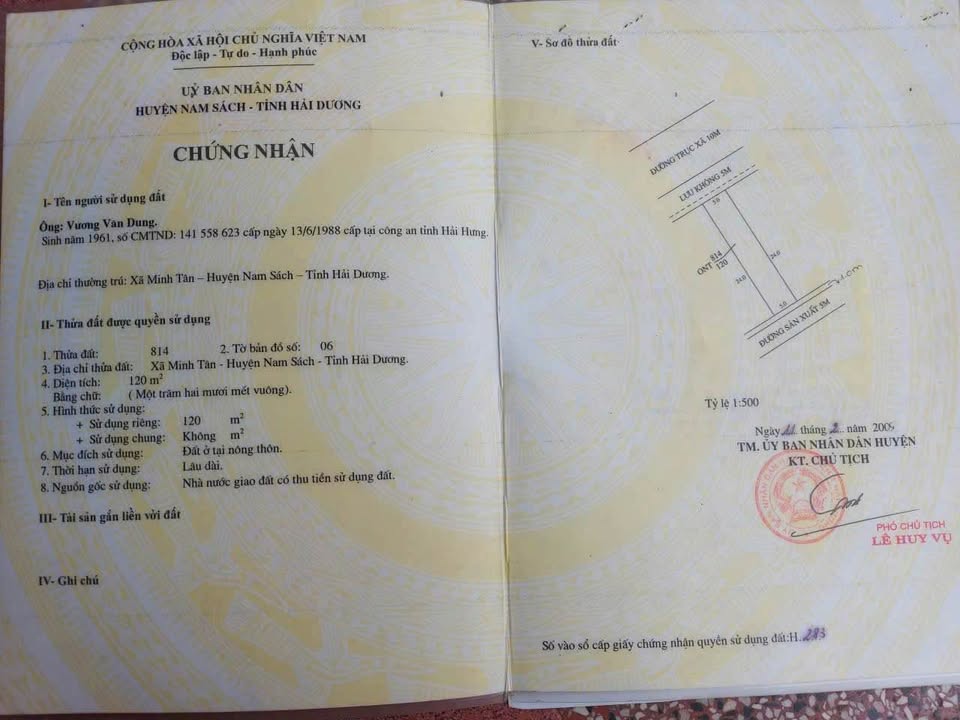 CỘNG HÒA XÃ HỘI CHỦ NGHĨA VIỆT NAM
Độc lập - Tự do - Hạnh phúc
UỶ BAN NHÂN DÂN
HUYỆN NAM SÁCH - TỈNH HẢI DƯƠNG
CHỨNG NHẬN
I- Tên người sử dụng đất
Ông: Vương Văn Dung.
Sinh năm 1961, số CMTND: 141 558 623 cấp ngày 13/6/1988 cấp tại công an tỉnh Hải Hưng.
Địa chỉ thường trú: Xã Minh Tân – Huyện Nam Sách – Tỉnh Hải Dương.
II- Thửa đất được quyền sử dụng
1. Thửa đất: 814 2. Tờ bản đồ số: 06
3. Địa chỉ thửa đất: Xã Minh Tân - Huyện Nam Sách - Tỉnh Hải Dương.
4. Diện tích: 120 m²
Bằng chữ: ( Một trăm hai mươi mét vuông).
5. Hình thức sử dụng:
+ Sử dụng riêng: 120 m²
+ Sử dụng chung: Không m²
6. Mục đích sử dụng: Đất ở tại nông thôn.
7. Thời hạn sử dụng: Lâu dài.
8. Nguồn gốc sử dụng: Nhà nước giao đất có thu tiền sử dụng đất.
III- Tài sản gắn liền với đất
IV- Ghi chú
V- Sơ đồ thửa đất
ĐƯỜNG TRỤC XÃ 10M
LƯU KHÔNG 5M
5.0
ONT 814
120
24.0
24.0
5.0
ĐƯỜNG SẢN XUẤT 5M
Tỷ lệ 1:500
Ngày 11 tháng 2 năm 2009
TM. ỦY BAN NHÂN DÂN HUYỆN
KT. CHỦ TỊCH
PHÓ CHỦ TỊCH
LÊ HUY VỤ
Số vào sổ cấp giấy chứng nhận quyền sử dụng đất:H..283